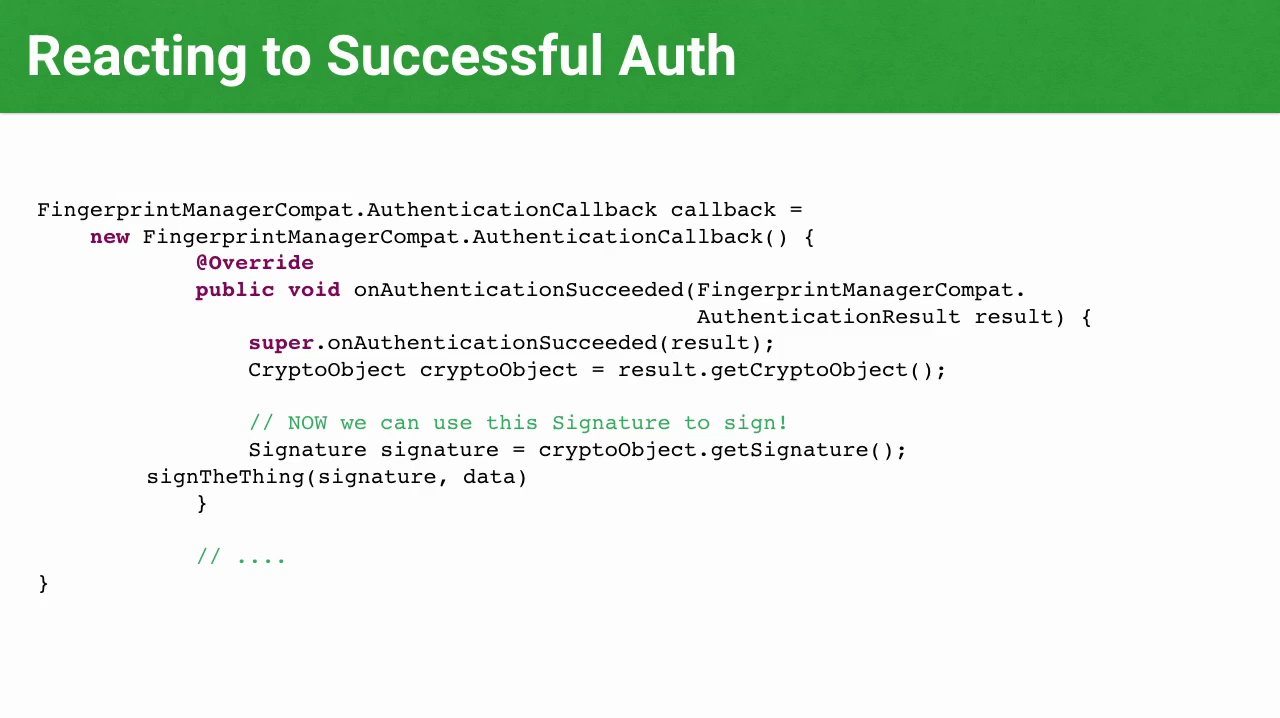 Reacting to Successful Auth
FingerprintManagerCompat.AuthenticationCallback callback =
new FingerprintManagerCompat.AuthenticationCallback() {
@Override
public void onAuthenticationSucceeded(FingerprintManagerCompat.
AuthenticationResult result) {
super.onAuthenticationSucceeded(result);
CryptoObject cryptoObject = result.getCryptoObject();
// NOW we can use this Signature to sign!
Signature signature = cryptoObject.getSignature();
signTheThing(signature, data)
}
// ....
}